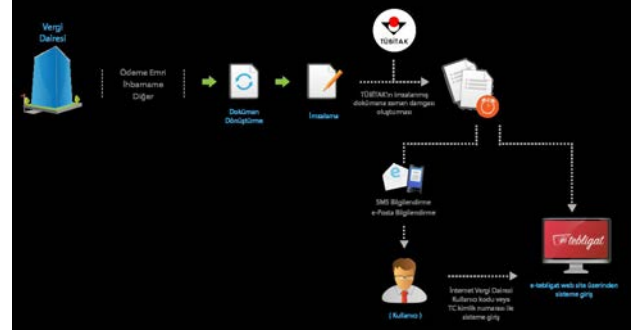 Vergi
Dairesi
Ödeme Emri
İhbarname
Diğer
Doküman
Dönüştürme
İmzalama
TÜBİTAK
TÜBİTAK'ın imzalanmış
dokümana zaman damgası
oluşturması
SMS Bilgilendirme
e-Posta Bilgilendirme
( Kullanıcı )
İnternet Vergi Dairesi
Kullanıcı kodu veya
TC kimlik numarası ile
sisteme giriş
tebligat
e-tebligat web site üzerinden
sisteme giriş